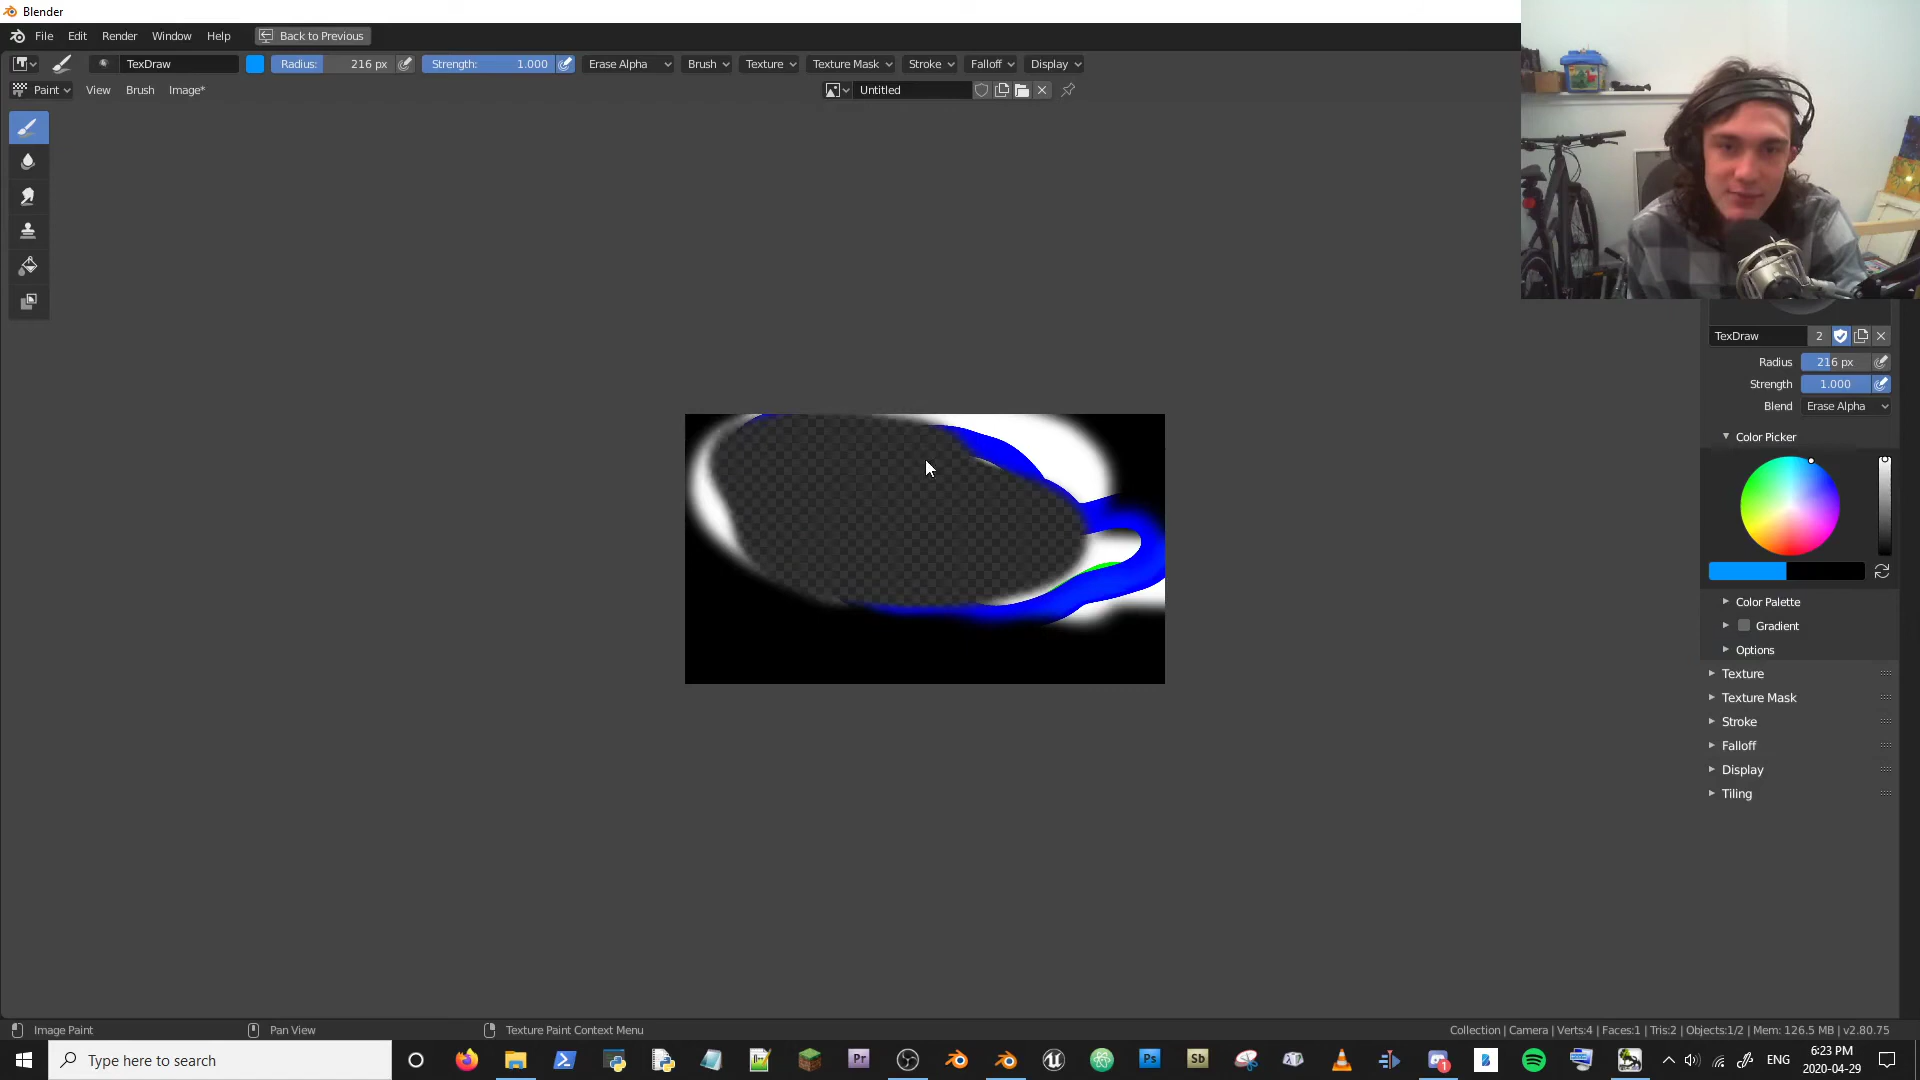 Blender
File Edit Render Window Help Back to Previous
TexDraw Radius: 216 px Strength: 1.000 Erase Alpha Brush Texture Texture Mask Stroke Falloff Display
Paint View Brush Image* Untitled
TexDraw 2
Radius 216 px
Strength 1.000
Blend Erase Alpha
Color Picker
Color Palette
Gradient
Options
Texture
Texture Mask
Stroke
Falloff
Display
Tiling
Image Paint Pan View Texture Paint Context Menu Collection | Camera | Verts:4 | Faces:1 | Tris:2 | Objects:1/2 | Mem: 126.5 MB | v2.80.75
Type here to search Pr Ps Sb 1 B ENG 6:23 PM
2020-04-29